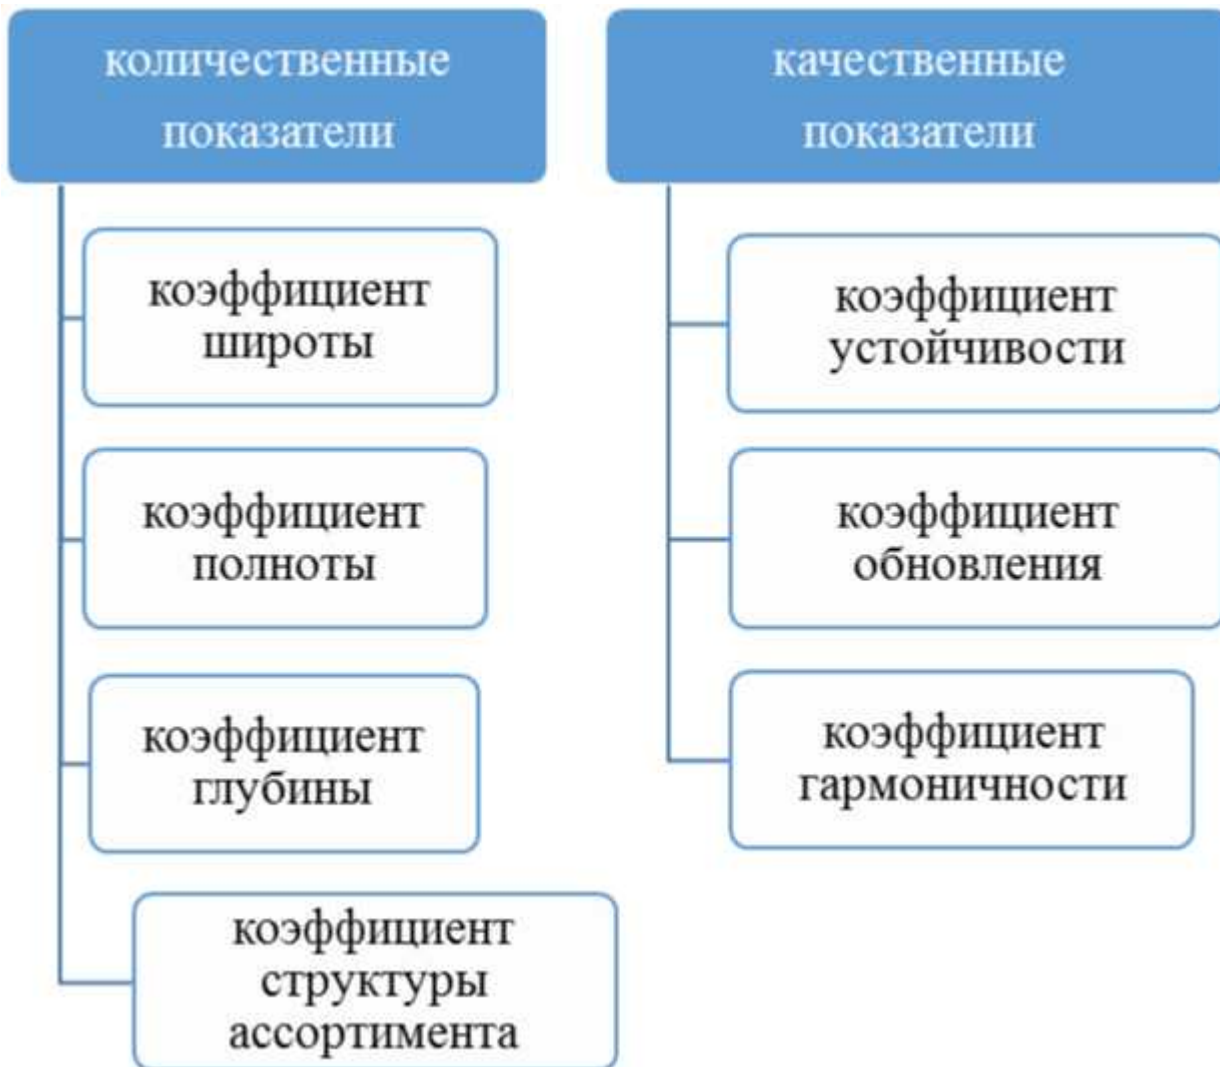 количественные
показатели
коэффициент
широты
коэффициент
полноты
коэффициент
глубины
коэффициент
структуры
ассортимента
качественные
показатели
коэффициент
устойчивости
коэффициент
обновления
коэффициент
гармоничности